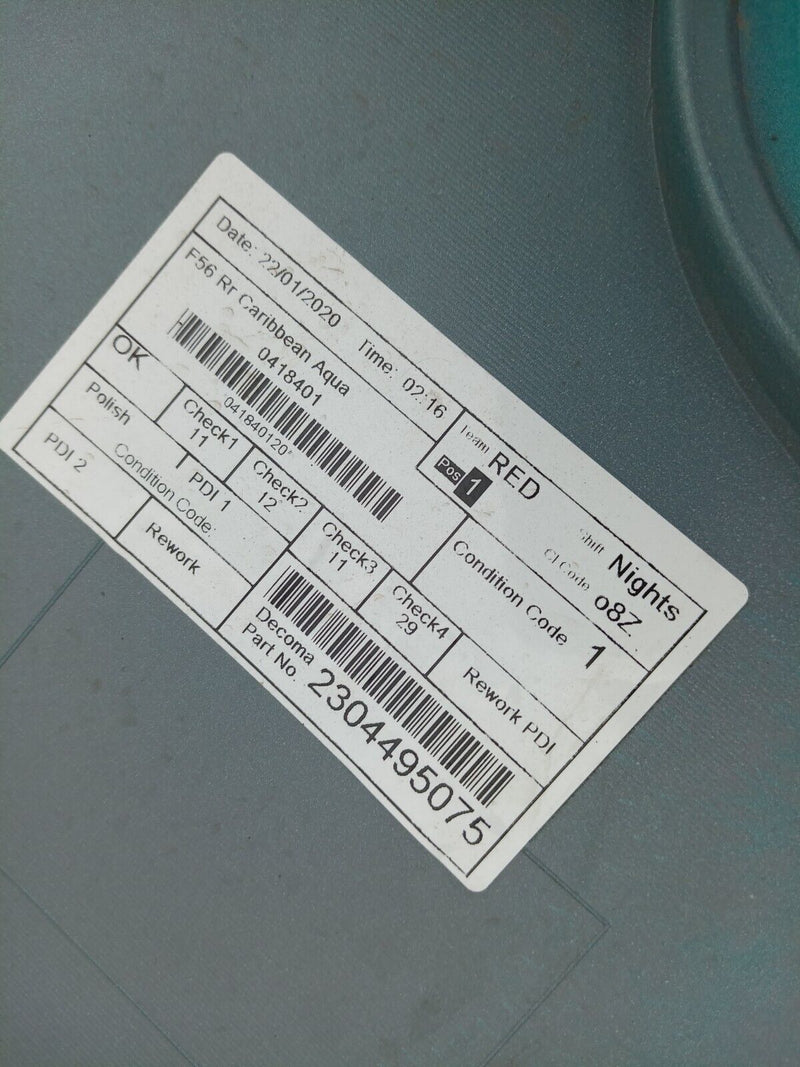 Date: 22/01/2020 Time: 02:16
Team RED Shift Nights
F56 Rr Caribbean Aqua
0418401
Pos 1
CI Code o8Z
041840120*
Condition Code 1
OK
Check1 11
Check2 12
Check3 11
Check4 29
Rework PDI
Polish
PDI 1
Condition Code:
PDI 2
Rework
Decoma
Part No. 2304495075